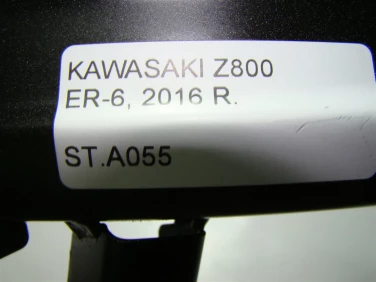 KAWASAKI Z800
ER-6, 2016 R.
ST.A055